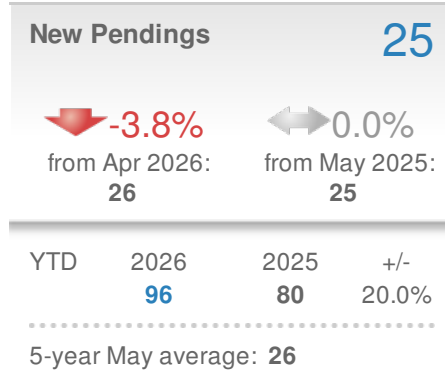 New Pendings 25
-3.8% 0.0%
from Apr 2026: from May 2025:
26 25
YTD 2026 2025 +/-
96 80 20.0%
5-year May average: 26